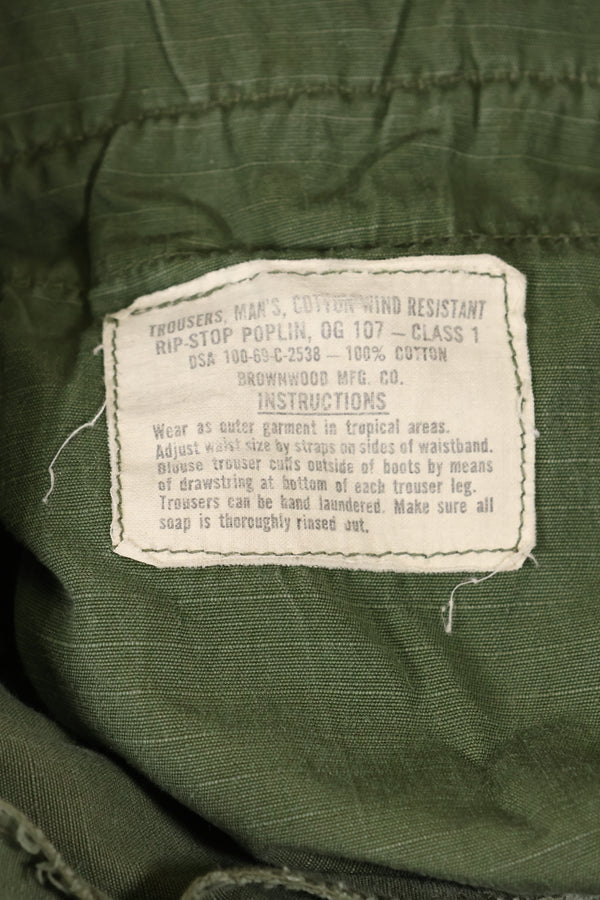 TROUSERS, MAN'S, COTTON WIND RESISTANT
RIP-STOP POPLIN, OG 107 – CLASS 1
DSA 100-69-C-2538 – 100% COTTON
BROWNWOOD MFG. CO.
INSTRUCTIONS
Wear as outer garment in tropical areas.
Adjust waist size by straps on sides of waistband.
Blouse trouser cuffs outside of boots by means
of drawstring at bottom of each trouser leg.
Trousers can be hand laundered. Make sure all
soap is thoroughly rinsed out.